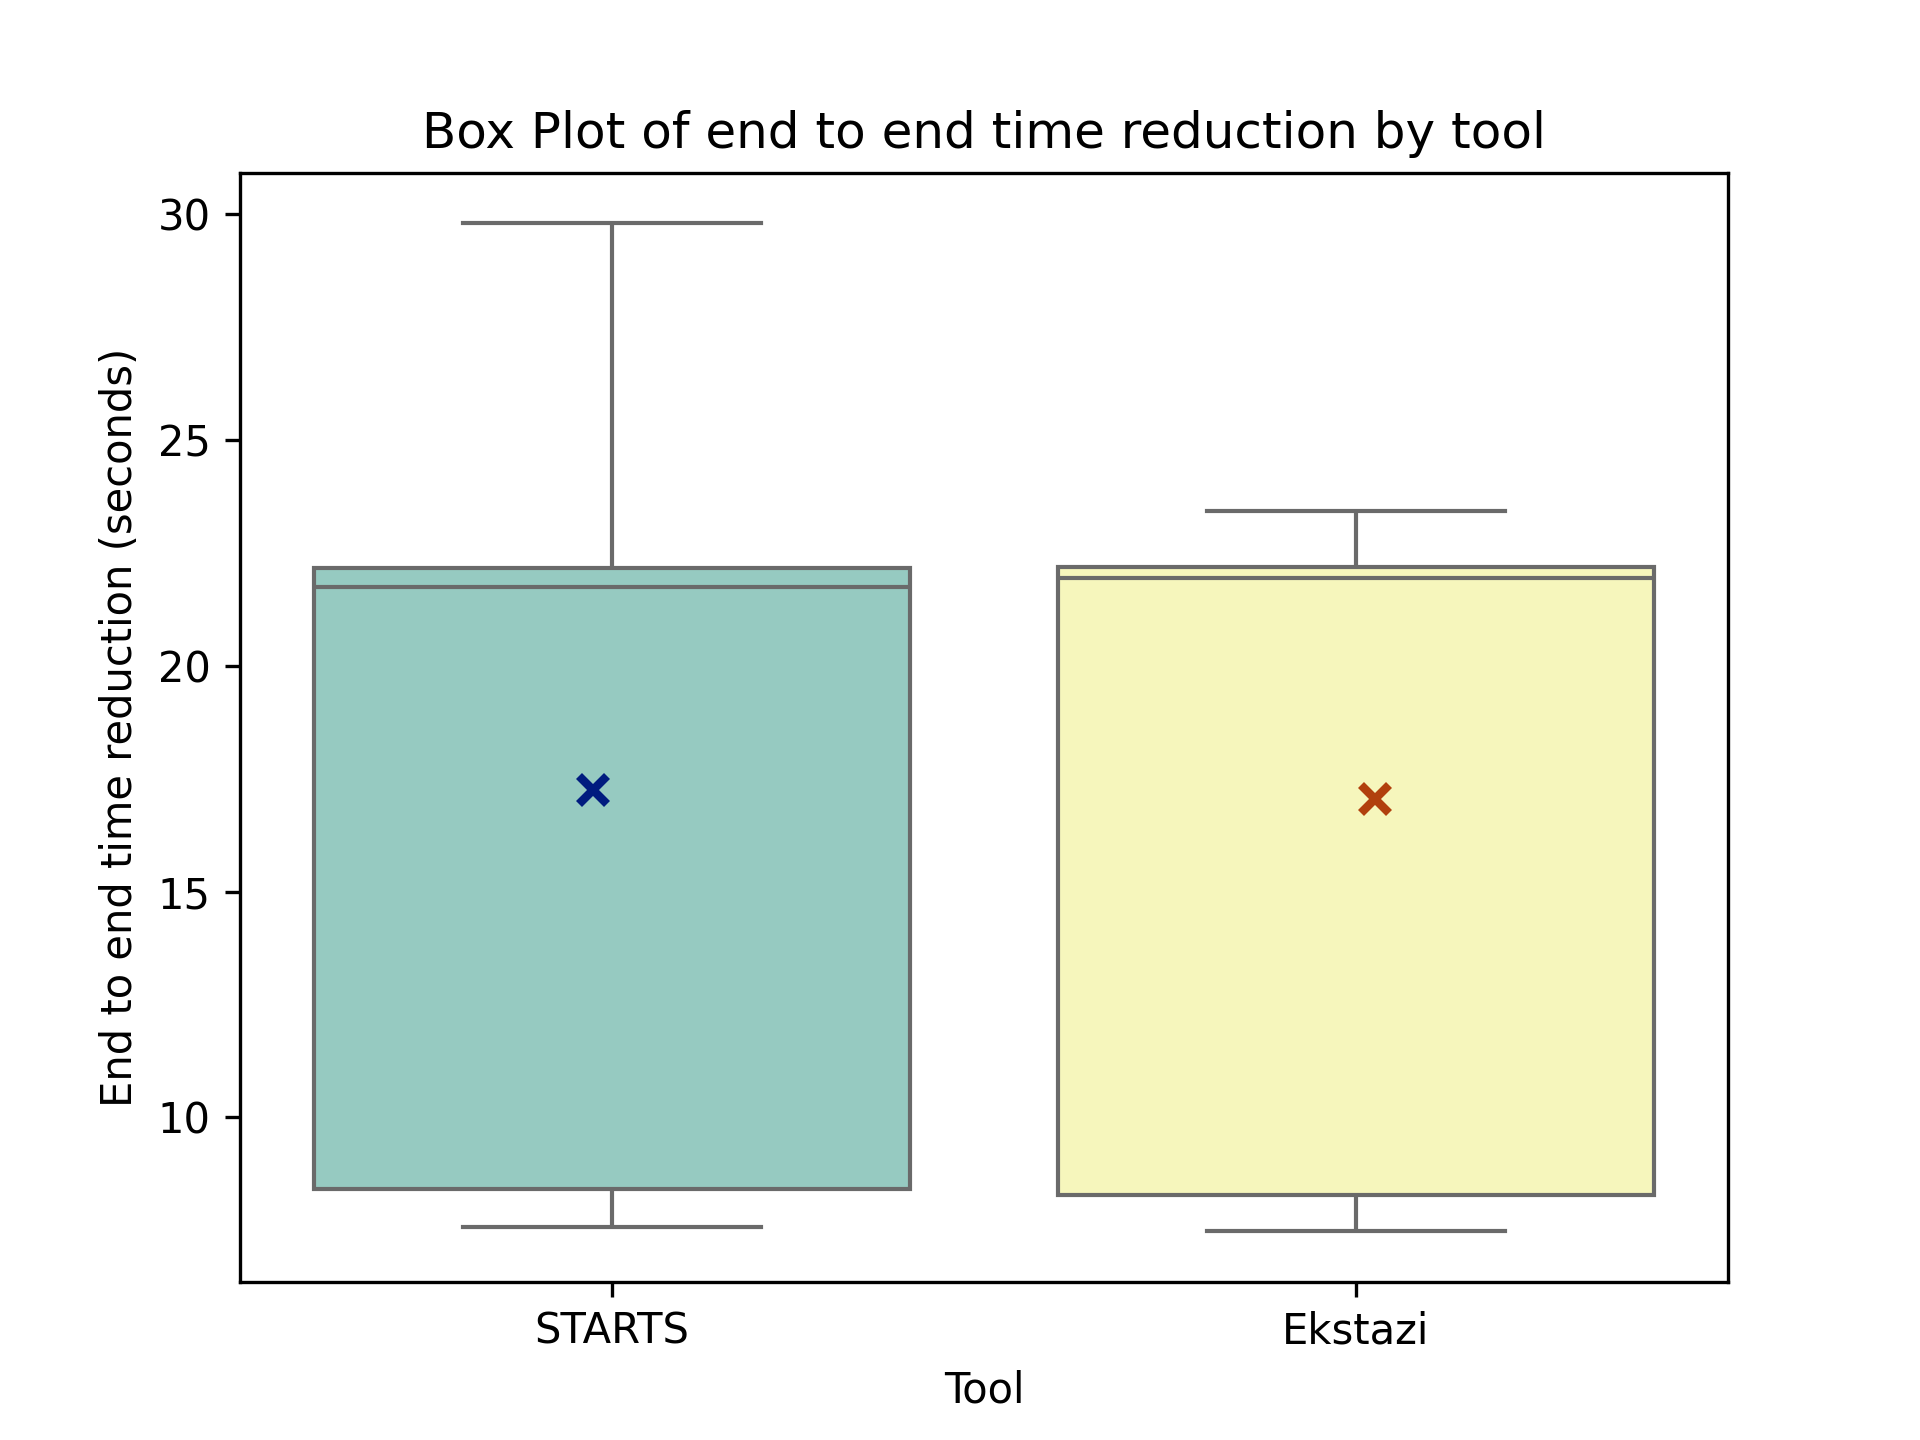 Box Plot of end to end time reduction by tool
End to end time reduction (seconds)
30
25
20
15
10
STARTS
Ekstazi
Tool